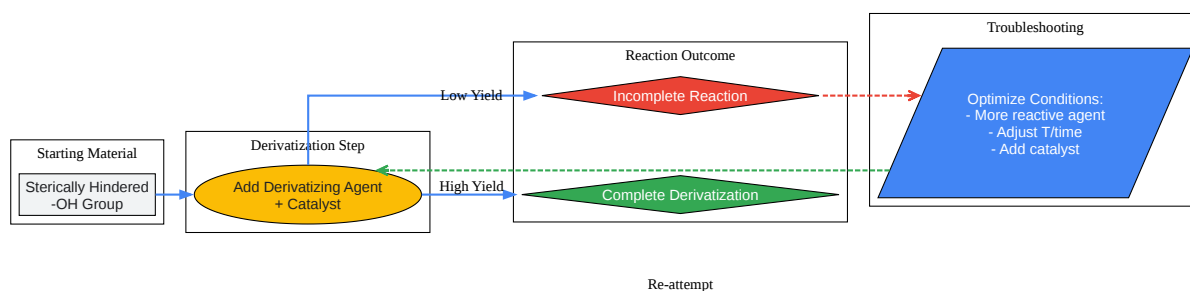 Starting Material
Sterically Hindered
-OH Group
Derivatization Step
Add Derivatizing Agent
+ Catalyst
Low Yield
High Yield
Reaction Outcome
Incomplete Reaction
Complete Derivatization
Troubleshooting
Optimize Conditions:
- More reactive agent
- Adjust T/time
- Add catalyst
Re-attempt